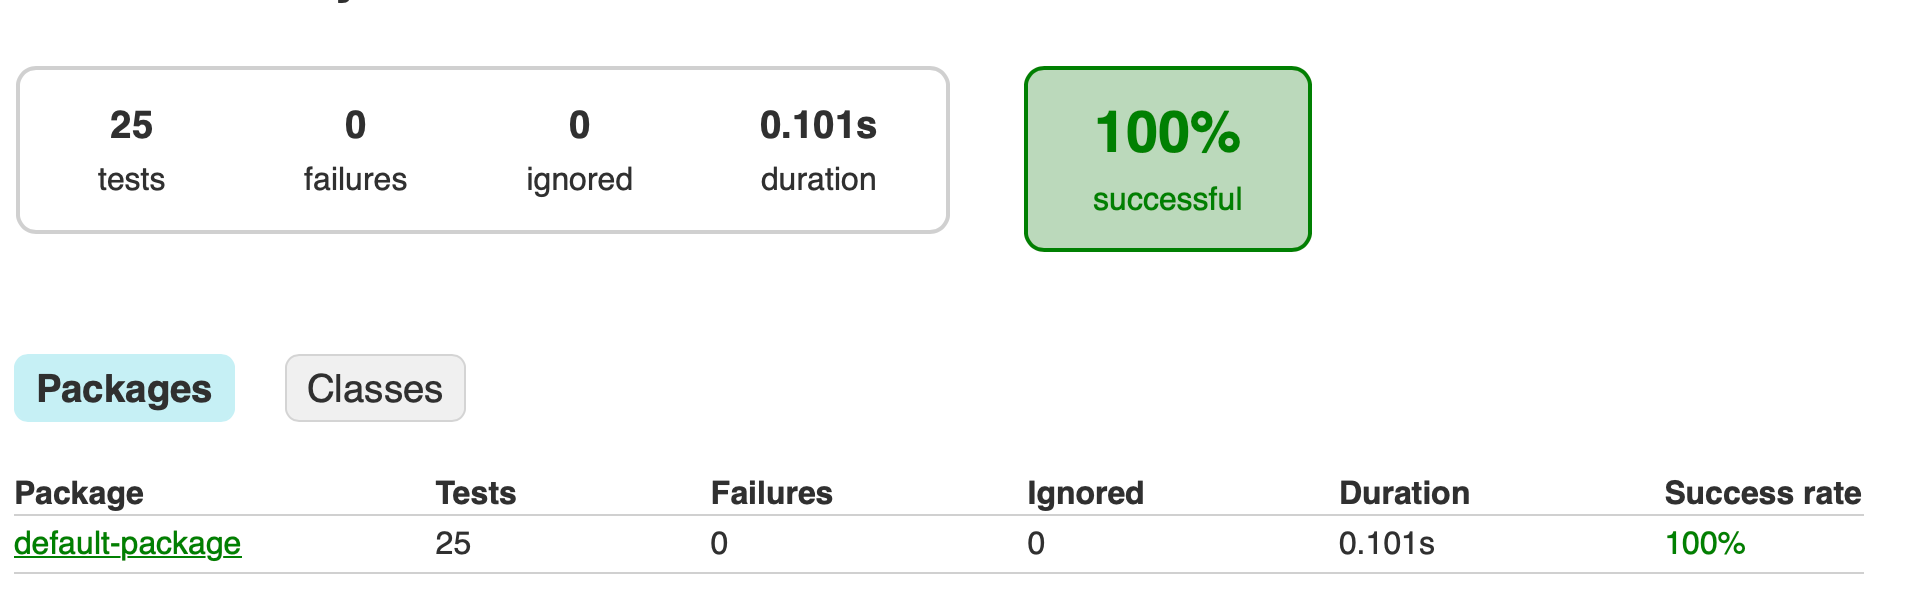 25 0 0 0.101s
tests failures ignored duration
100%
successful
Packages Classes
Package Tests Failures Ignored Duration Success rate
default-package 25 0 0 0.101s 100%